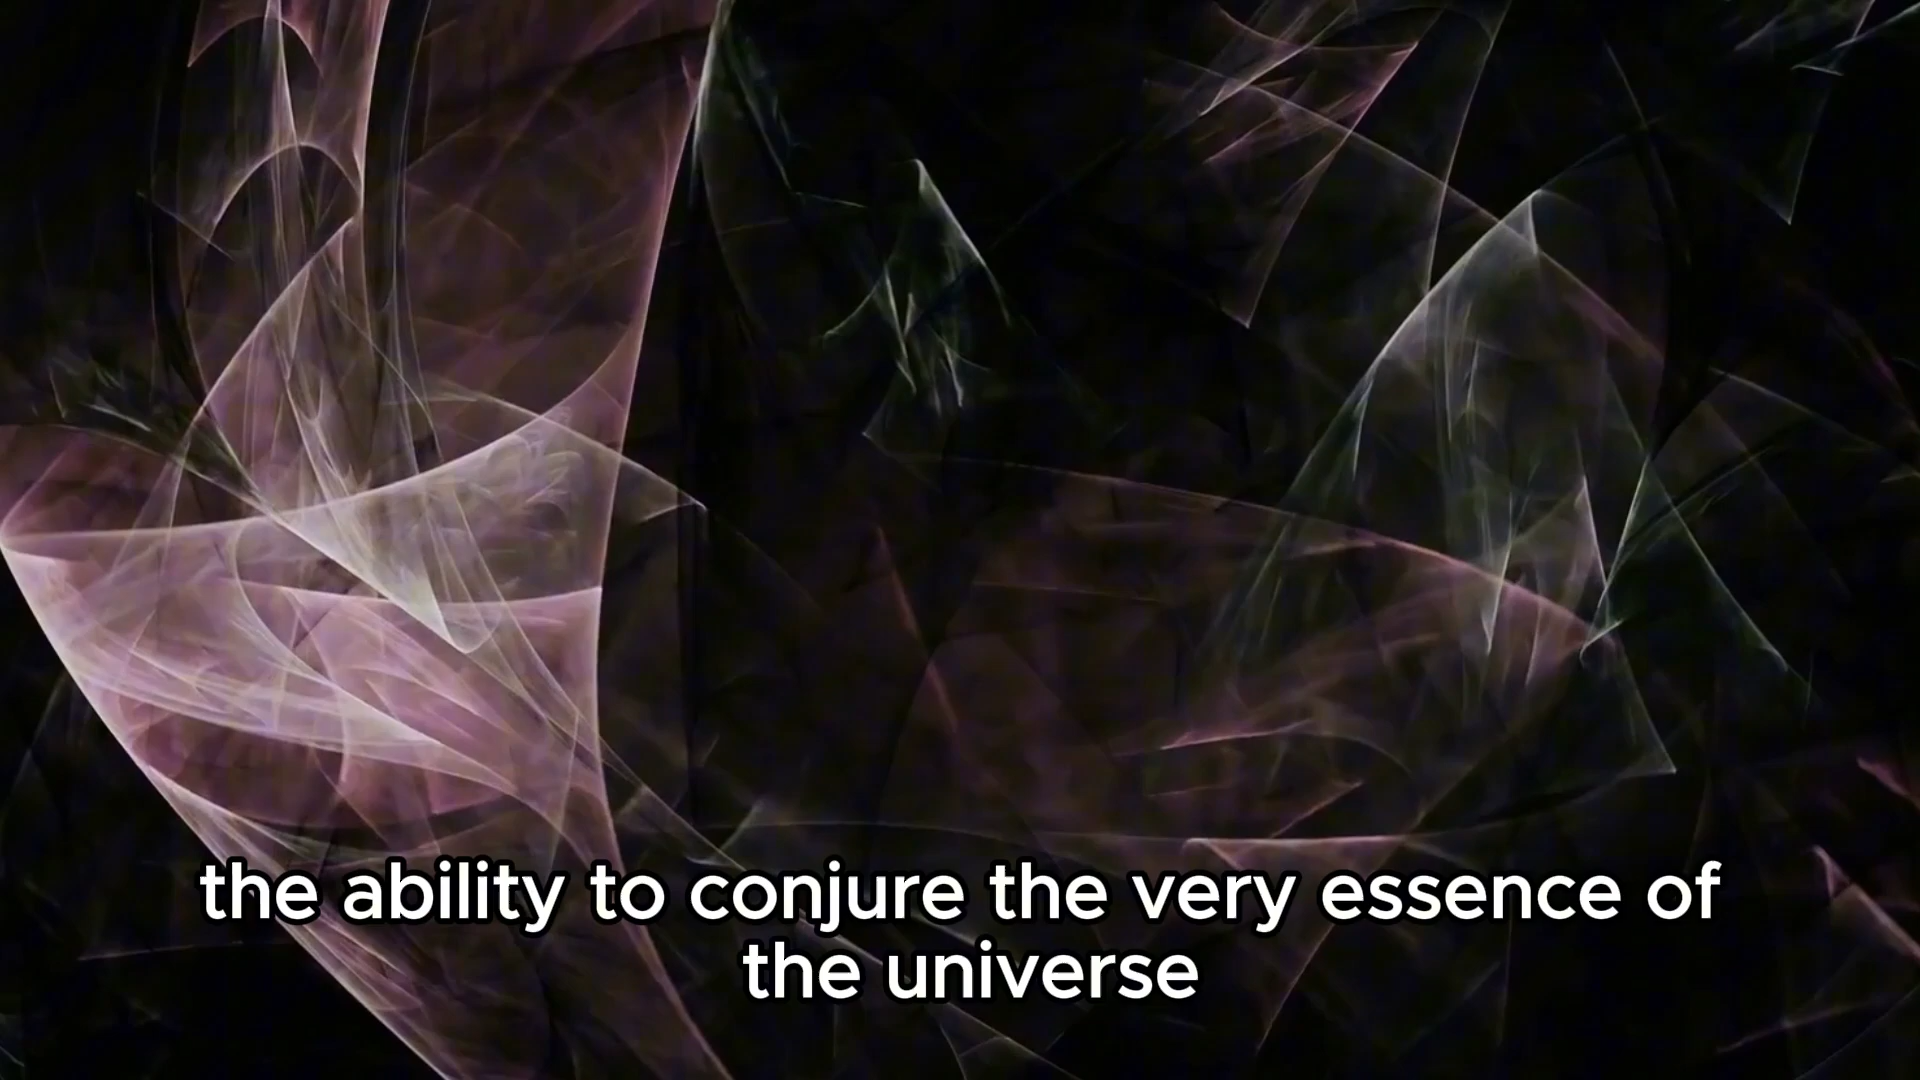 the ability to conjure the very essence of
the universe